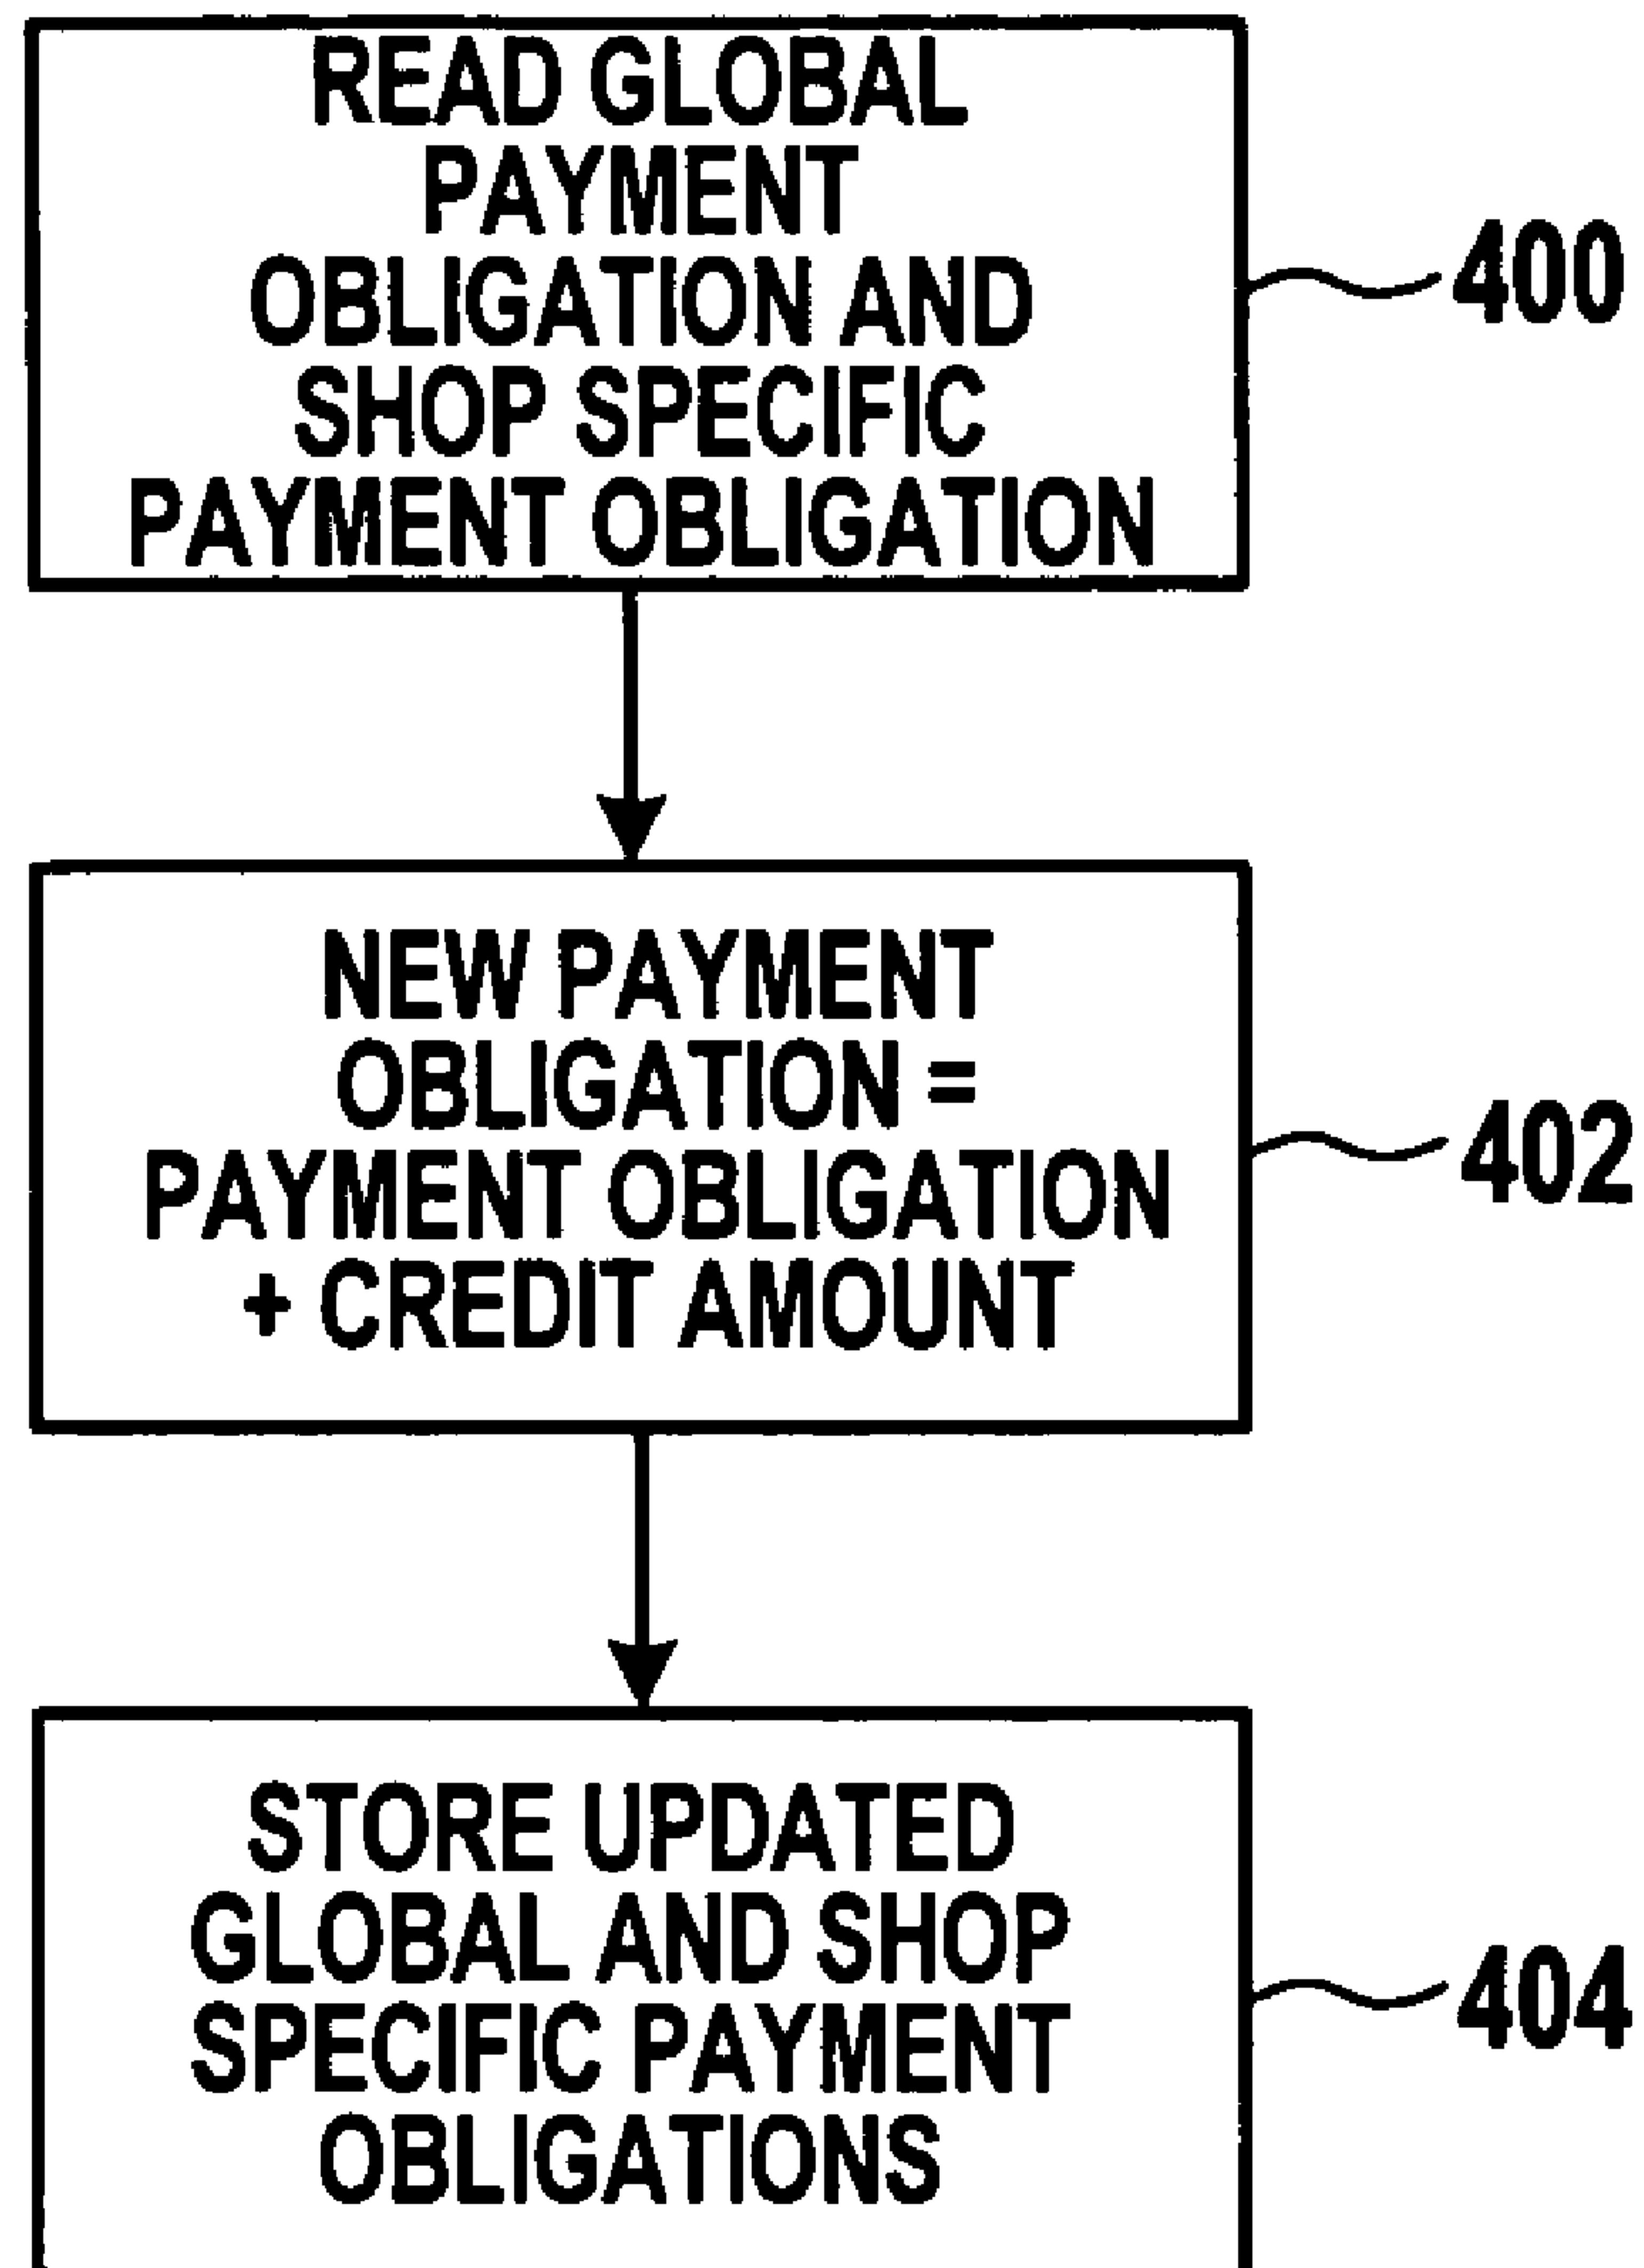 READ GLOBAL
PAYMENT
OBLIGATION AND
SHOP SPECIFIC
PAYMENT OBLIGATION
400
NEW PAYMENT
OBLIGATION =
PAYMENT OBLIGATION
+ CREDIT AMOUNT
402
STORE UPDATED
GLOBAL AND SHOP
SPECIFIC PAYMENT
OBLIGATIONS
404